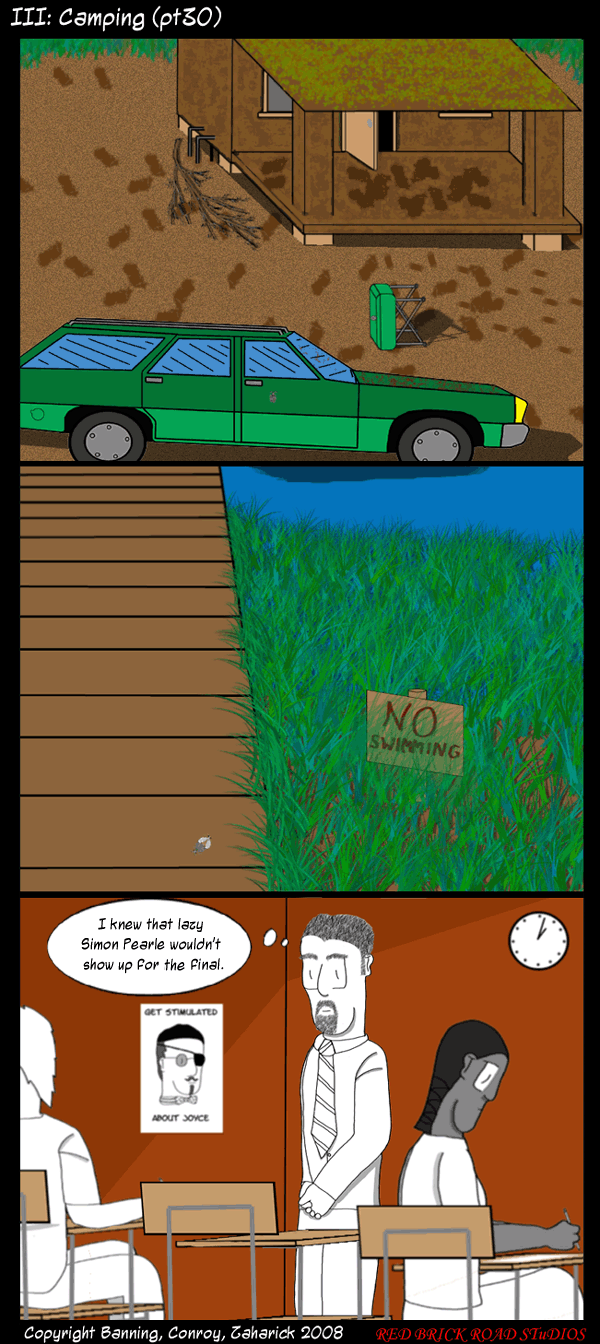 III: Camping (pt30)
NO
SWIMMING
I knew that lazy
Simon Pearle wouldn't
show up for the final.
GET STIMULATED
ABOUT JOYCE
Copyright Banning, Conroy, Zaharick 2008
RED BRICK ROAD STUDIOS